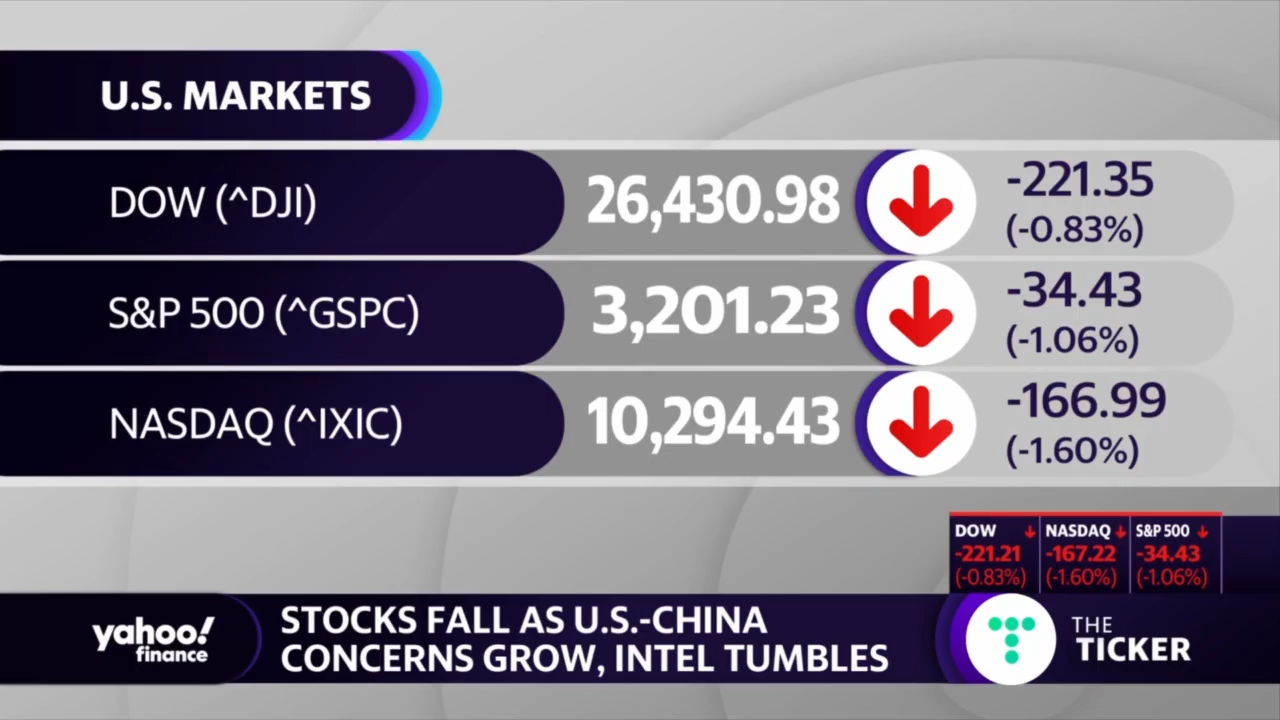 U.S. MARKETS
DOW (^DJI) 26,430.98 -221.35
(-0.83%)
S&P 500 (^GSPC) 3,201.23 -34.43
(-1.06%)
NASDAQ (^IXIC) 10,294.43 -166.99
(-1.60%)
DOW NASDAQ S&P 500
-221.21 -167.22 -34.43
(-0.83%) (-1.60%) (-1.06%)
yahoo!
finance
STOCKS FALL AS U.S.-CHINA
CONCERNS GROW, INTEL TUMBLES
THE
TICKER